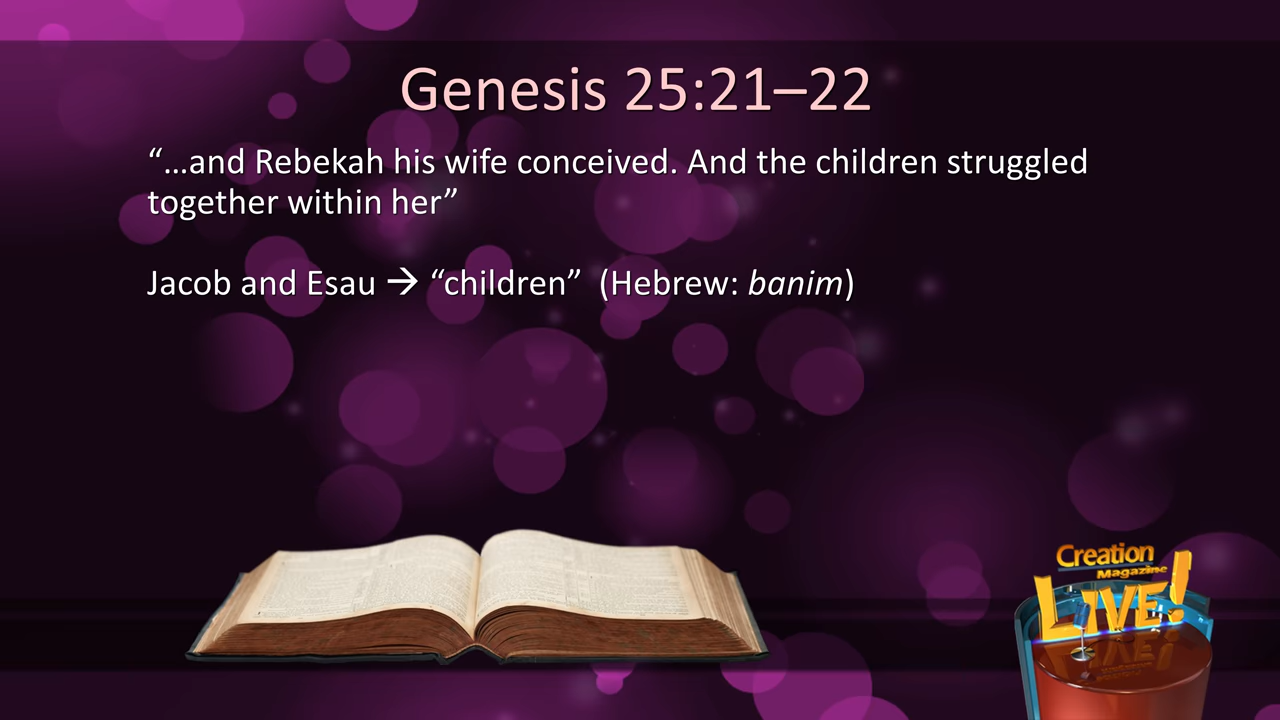 Genesis 25:21–22
“…and Rebekah his wife conceived. And the children struggled
together within her”
Jacob and Esau → “children” (Hebrew: banim)
Creation
Magazine
LIVE!